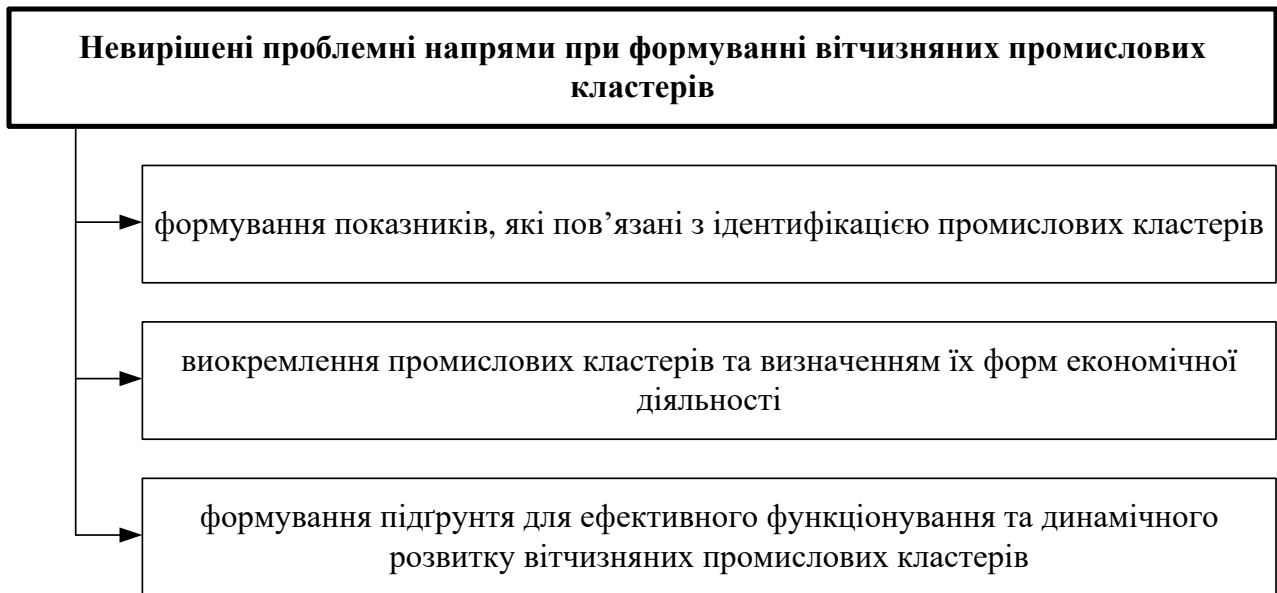 Невирішені проблемні напрями при формуванні вітчизняних промислових
кластерів
формування показників, які пов’язані з ідентифікацією промислових кластерів
виокремлення промислових кластерів та визначенням їх форм економічної
діяльності
формування підґрунтя для ефективного функціонування та динамічного
розвитку вітчизняних промислових кластерів